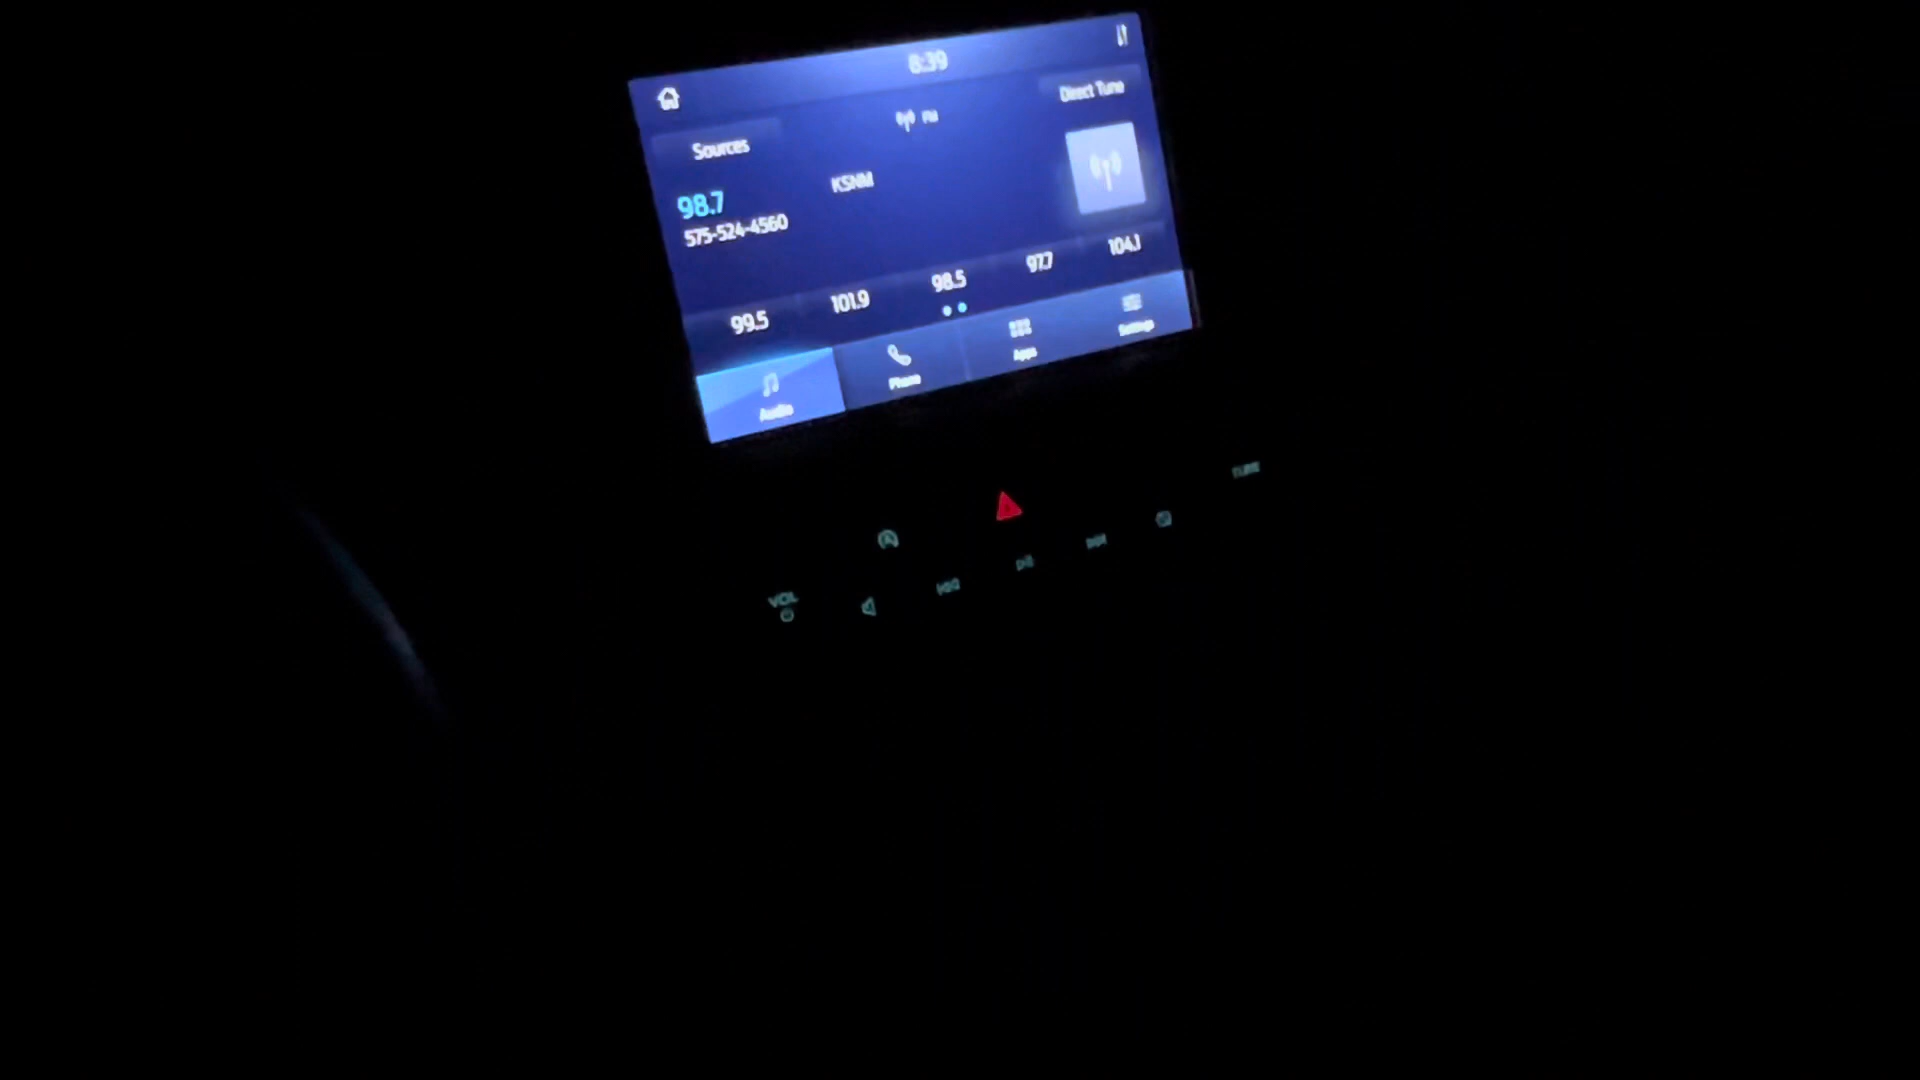 8:39
Direct Tune
FM
Sources
KSNM
98.7
575-524-4560
99.5 101.9 98.5 97.7 104.1
Audio Phone Apps Settings
TUNE
VOL